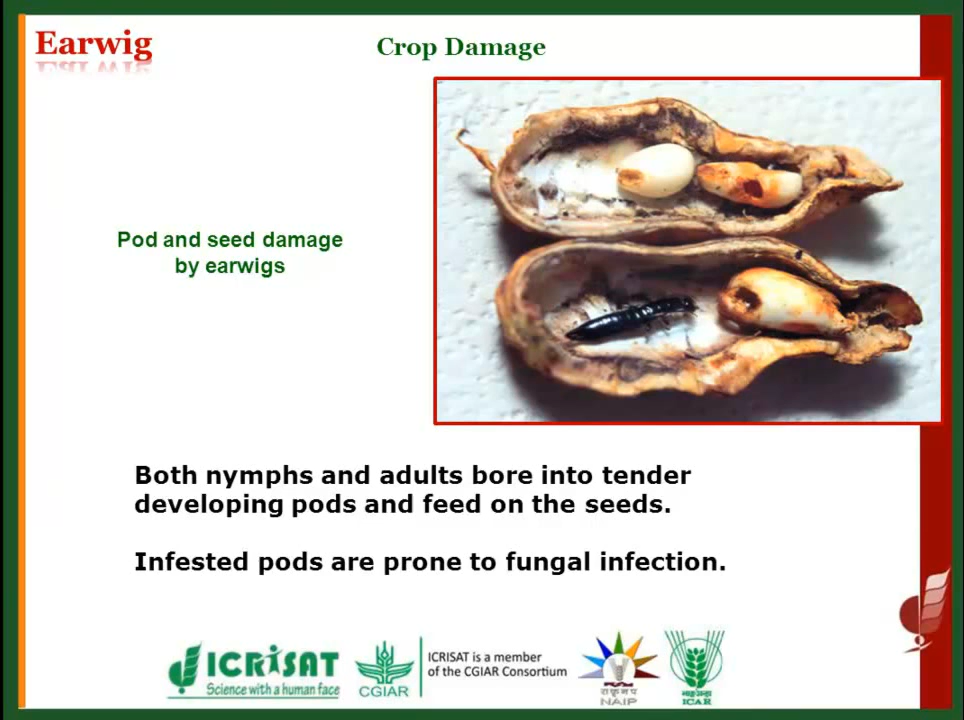 Earwig
Crop Damage
Pod and seed damage
by earwigs
Both nymphs and adults bore into tender
developing pods and feed on the seeds.
Infested pods are prone to fungal infection.
ICRISAT
Science with a human face
CGIAR
ICRISAT is a member
of the CGIAR Consortium
NAIP
ICAR